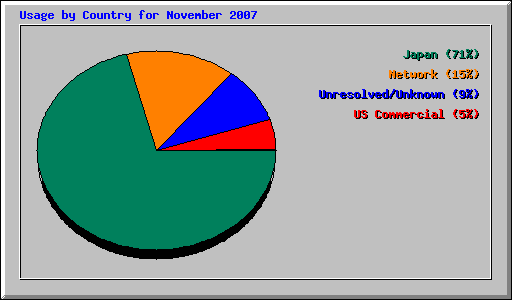 Usage by Country for November 2007
Japan (71%)
Network (15%)
Unresolved/Unknown (9%)
US Commercial (5%)